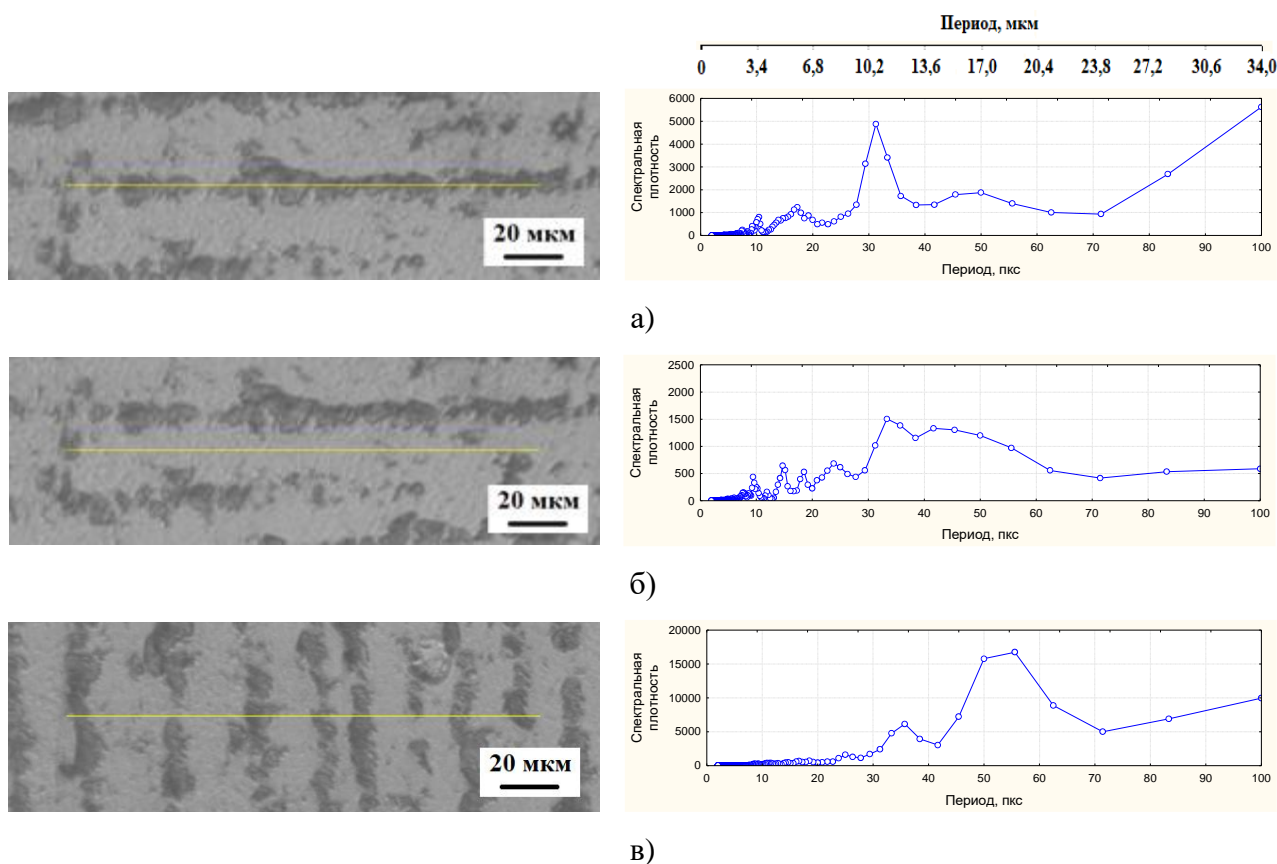 Период, мкм
0 3,4 6,8 10,2 13,6 17,0 20,4 23,8 27,2 30,6 34,0
20 мкм
Спектральная
плотность
6000
5000
4000
3000
2000
1000
0
0 10 20 30 40 50 60 70 80 90 100
Период, пкс
а)
20 мкм
Спектральная
плотность
2500
2000
1500
1000
500
0
0 10 20 30 40 50 60 70 80 90 100
Период, пкс
б)
20 мкм
Спектральная
плотность
20000
15000
10000
5000
0
0 10 20 30 40 50 60 70 80 90 100
Период, пкс
в)